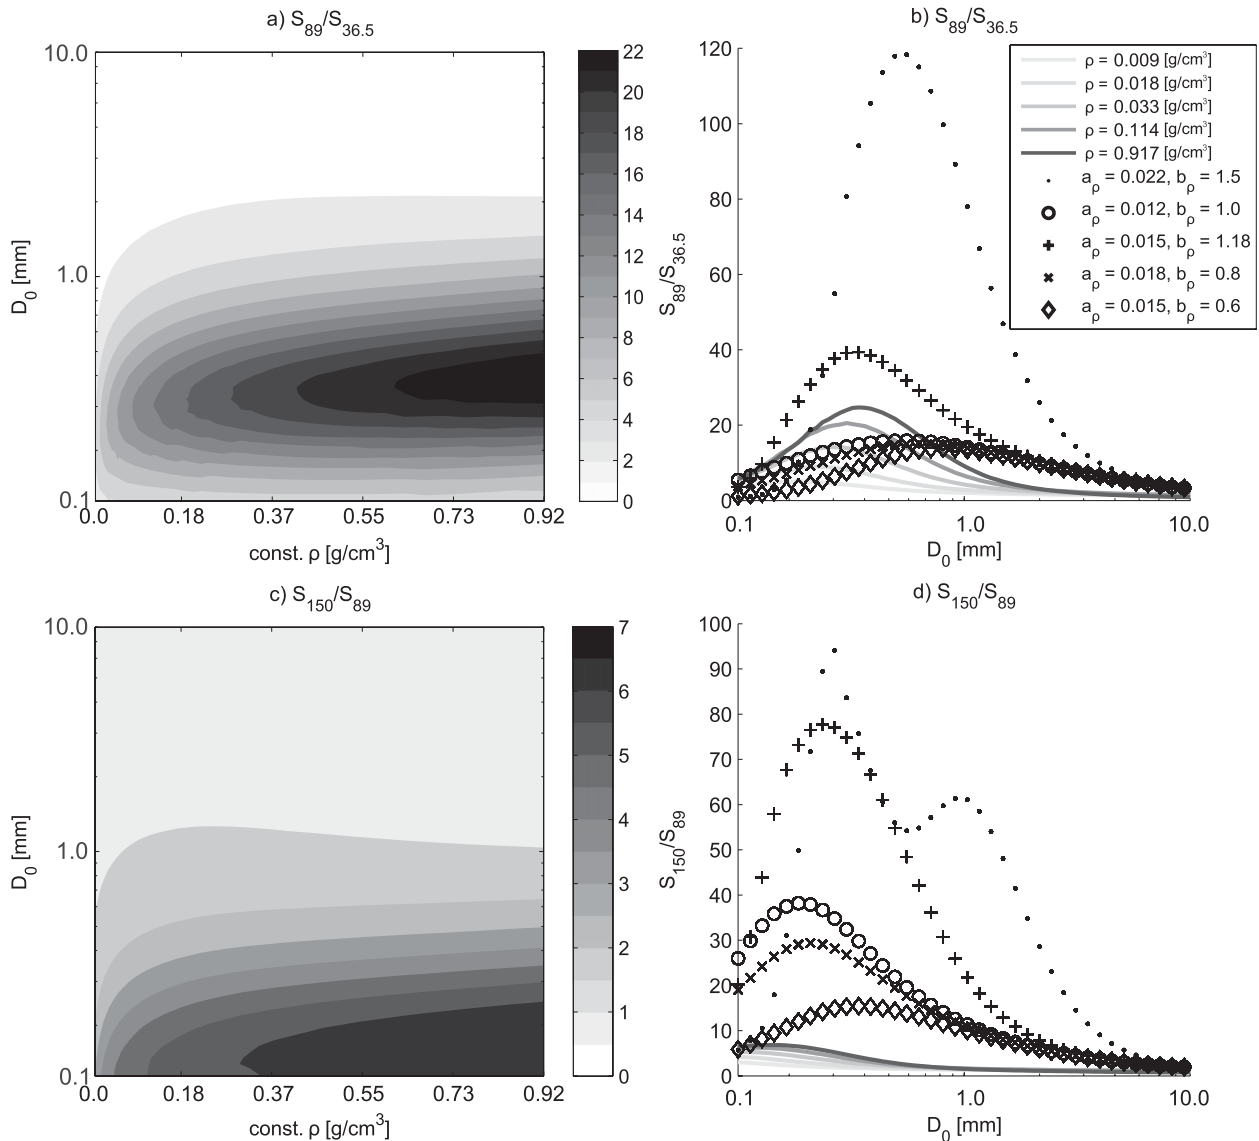 a) S89/S36.5
10.0
1.0
0.1
D0 [mm]
0.0 0.18 0.37 0.55 0.73 0.92
const. ρ [g/cm³]
22
20
18
16
14
12
10
8
6
4
2
0
b) S89/S36.5
120
100
80
60
40
20
0
S89/S36.5
0.1 1.0 10.0
D0 [mm]
ρ = 0.009 [g/cm³]
ρ = 0.018 [g/cm³]
ρ = 0.033 [g/cm³]
ρ = 0.114 [g/cm³]
ρ = 0.917 [g/cm³]
aρ = 0.022, bρ = 1.5
aρ = 0.012, bρ = 1.0
aρ = 0.015, bρ = 1.18
aρ = 0.018, bρ = 0.8
aρ = 0.015, bρ = 0.6
c) S150/S89
10.0
1.0
0.1
D0 [mm]
0.0 0.18 0.37 0.55 0.73 0.92
const. ρ [g/cm³]
7
6
5
4
3
2
1
0
d) S150/S89
100
90
80
70
60
50
40
30
20
10
0
S150/S89
0.1 1.0 10.0
D0 [mm]